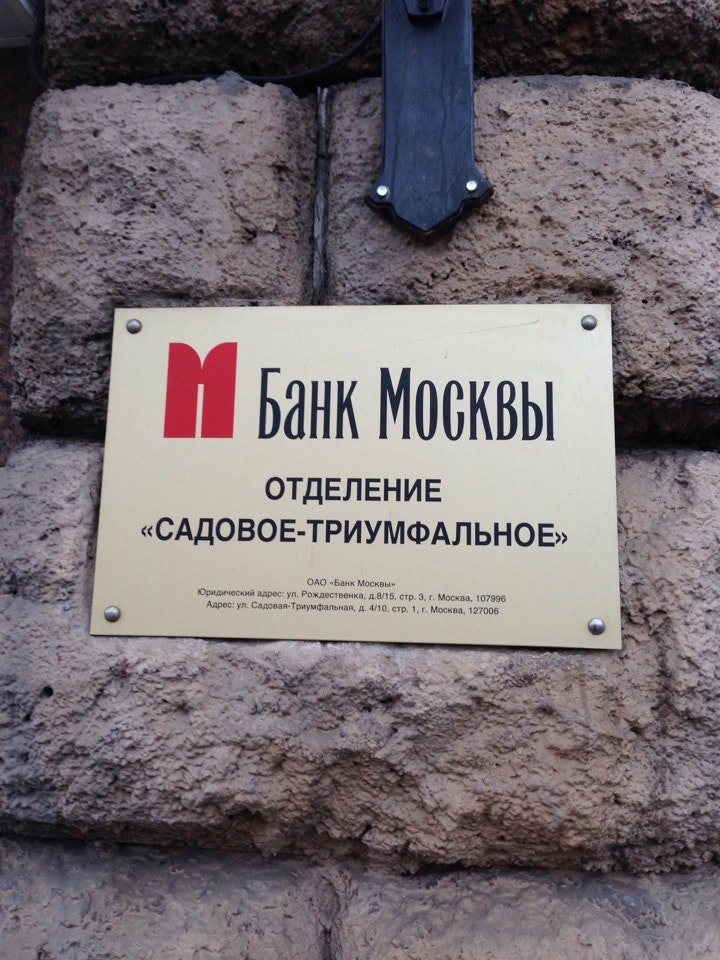 Банк Москвы
ОТДЕЛЕНИЕ
«САДОВОЕ-ТРИУМФАЛЬНОЕ»
ОАО «Банк Москвы»
Юридический адрес: ул. Рождественка, д.8/15, стр. 3, г. Москва, 107996
Адрес: ул. Садовая-Триумфальная, д. 4/10, стр. 1, г. Москва, 127006